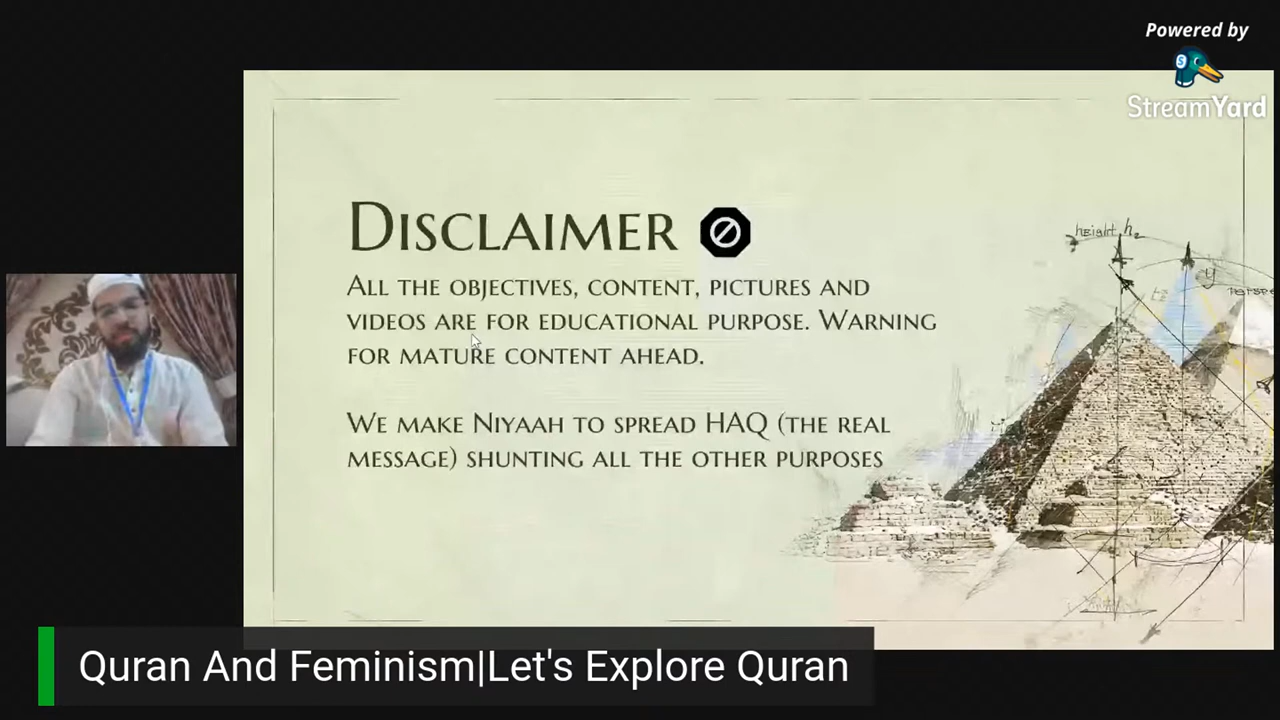 Powered by
StreamYard
DISCLAIMER
ALL THE OBJECTIVES, CONTENT, PICTURES AND
VIDEOS ARE FOR EDUCATIONAL PURPOSE. WARNING
FOR MATURE CONTENT AHEAD.
WE MAKE NIYAAH TO SPREAD HAQ (THE REAL
MESSAGE) SHUNTING ALL THE OTHER PURPOSES
height h₂
y
Quran And Feminism|Let's Explore Quran